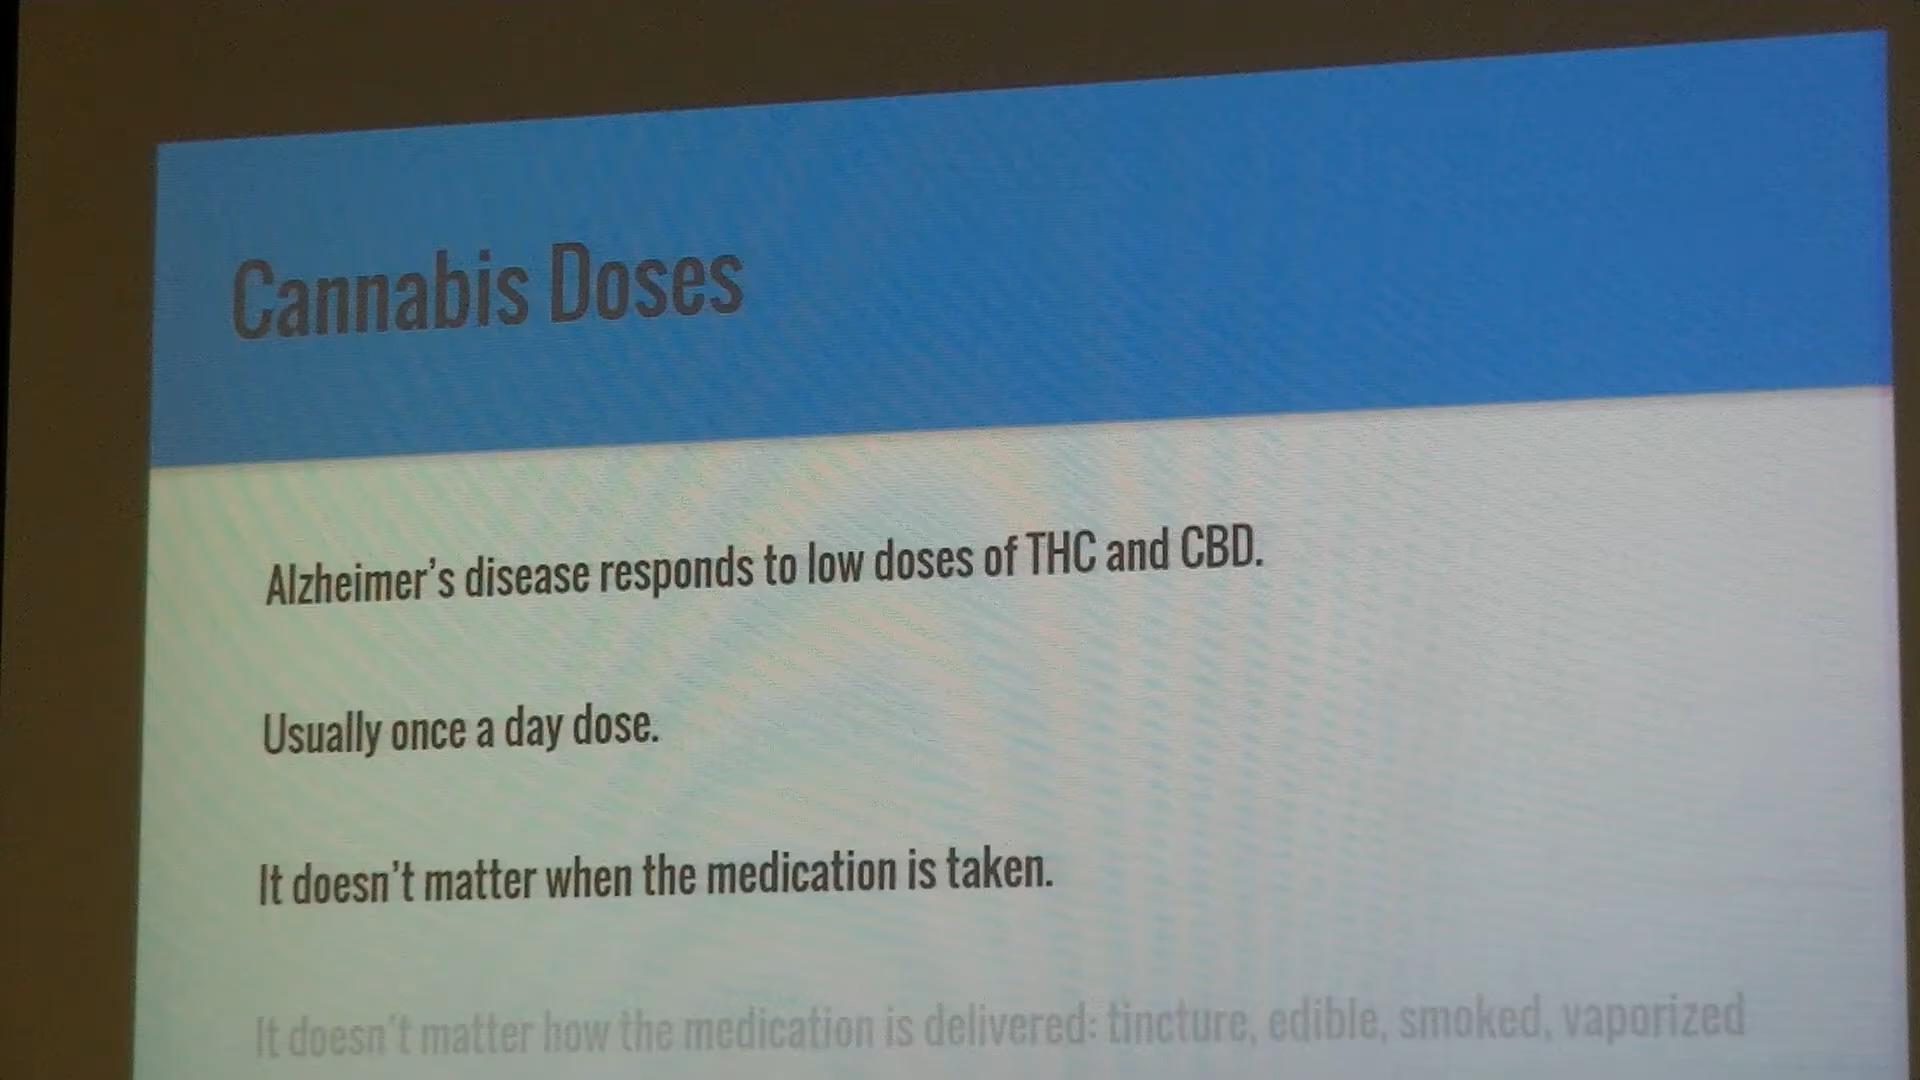 Cannabis Doses
Alzheimer's disease responds to low doses of THC and CBD.
Usually once a day dose.
It doesn't matter when the medication is taken.
It doesn't matter how the medication is delivered: tincture, edible, smoked, vaporized